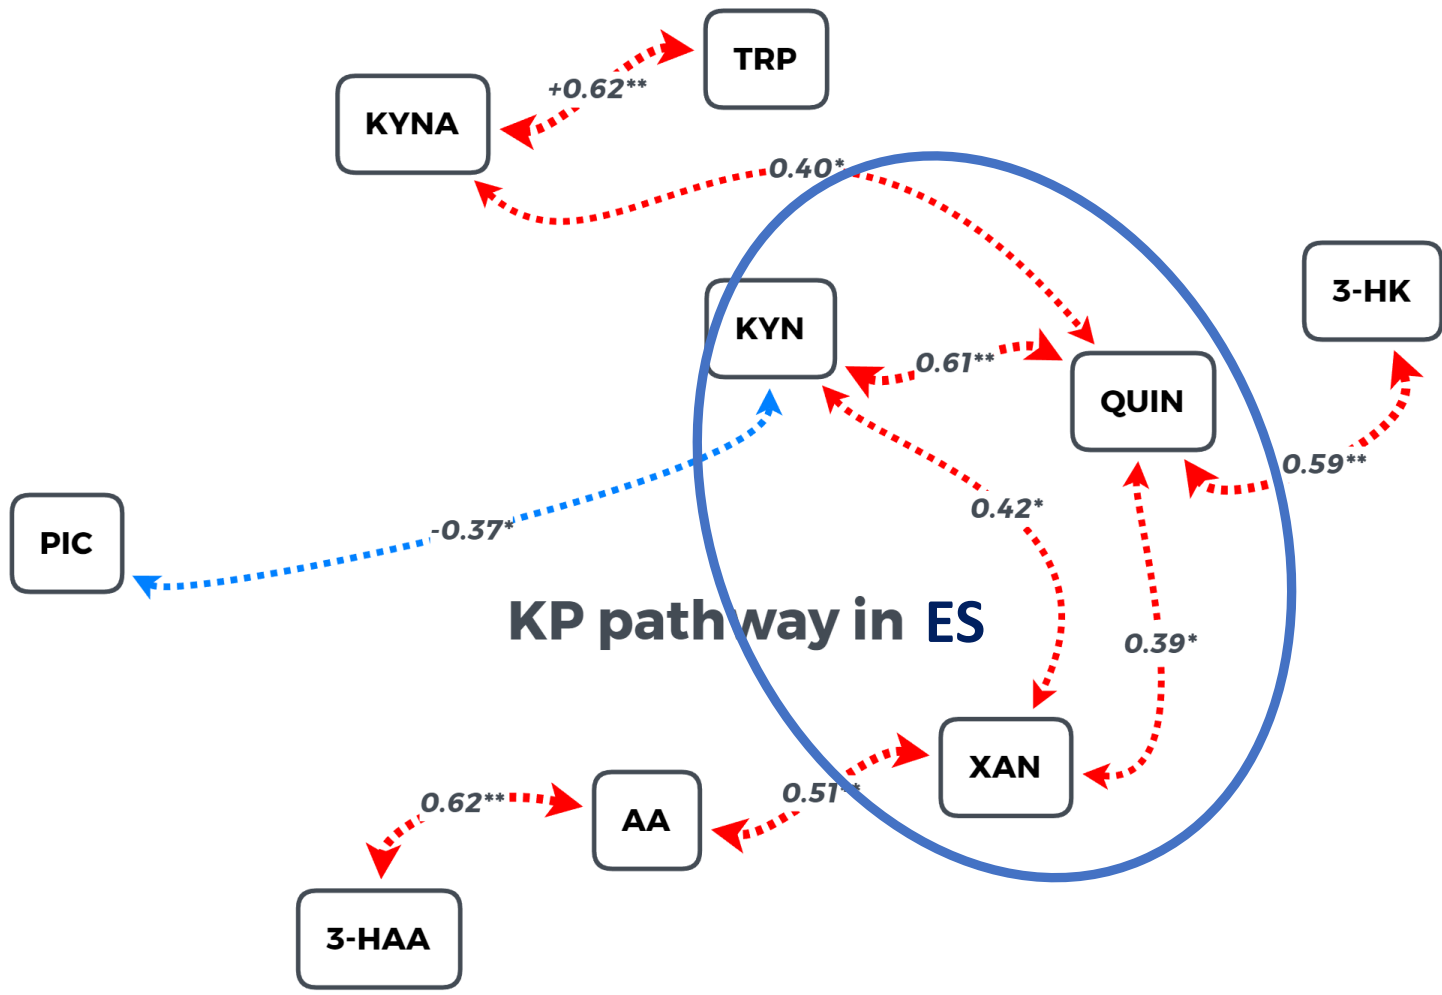 TRP
+0.62**
KYNA
0.40*
3-HK
KYN
0.61**
QUIN
0.59**
0.42*
-0.37*
PIC
KP pathway in ES
0.39*
XAN
0.51**
0.62**
AA
3-HAA